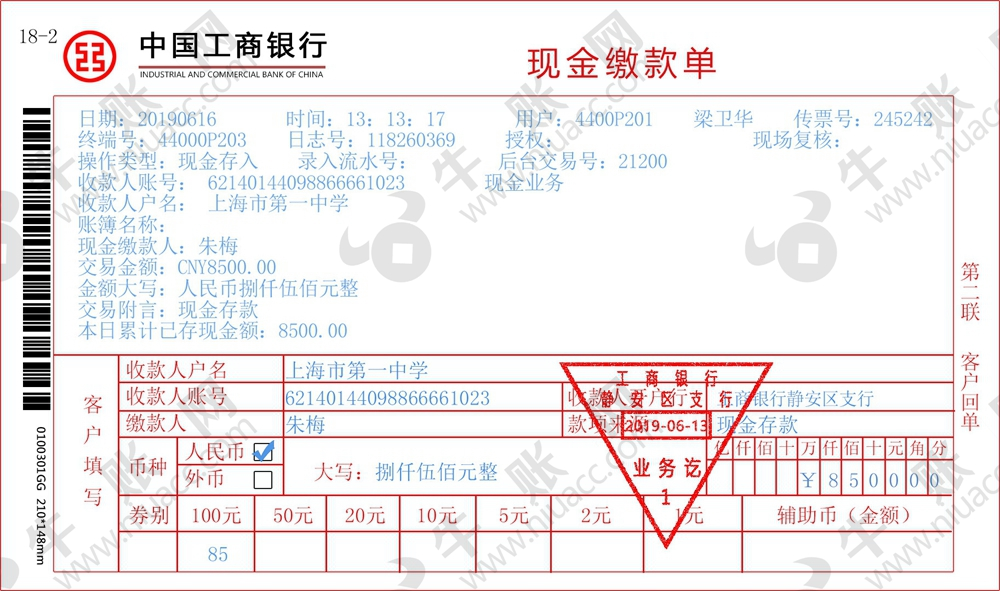 18-2
中国工商银行
INDUSTRIAL AND COMMERCIAL BANK OF CHINA
现金缴款单
日期: 20190616 时间: 13: 13: 17 用户: 4400P201 梁卫华 传票号: 245242
终端号: 44000P203 日志号: 118260369 授权: 现场复核:
操作类型: 现金存入 录入流水号: 后台交易号: 21200
收款人账号: 62140144098866661023 现金业务
收款人户名: 上海市第一中学
账簿名称:
现金缴款人: 朱梅
交易金额: CNY8500.00
金额大写: 人民币捌仟伍佰元整
交易附言: 现金存款
本日累计已存现金额: 8500.00
第二联 客户回单
0100301GG 210*148mm
客户填写
收款人户名 上海市第一中学
收款人账号 62140144098866661023 收款人开户行 工商银行静安区支行
缴款人 朱梅 款项来源 现金存款
币种 人民币 外币
大写: 捌仟伍佰元整
亿 仟 佰 十 万 仟 佰 十 元 角 分
¥ 8 5 0 0 0 0
工商银行
静安区支行
2019-06-13
业务讫
1
券别 100元 50元 20元 10元 5元 2元 1元 辅助币（金额）
85
牛账网
www.niuacc.com